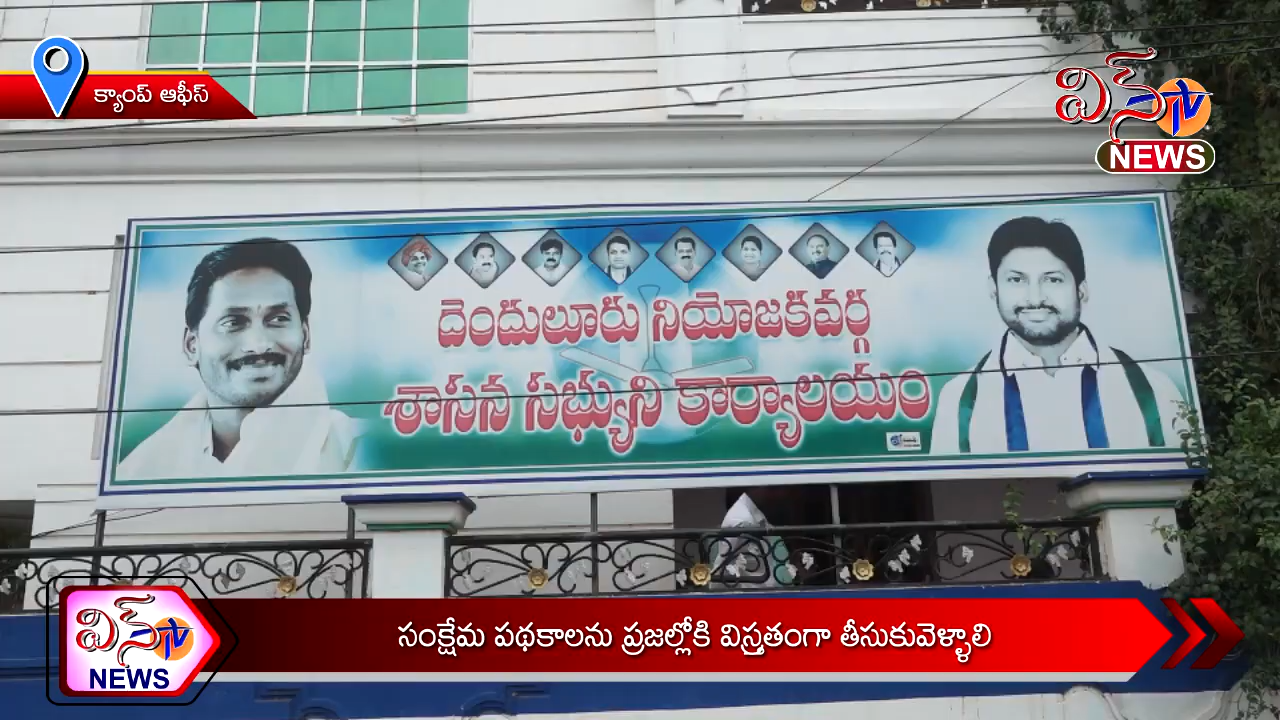 క్యాంప్ ఆఫీస్
విన్ TV
NEWS
దెందులూరు నియోజకవర్గ
శాసన సభ్యుని కార్యాలయం
విన్ TV
NEWS
సంక్షేమ పథకాలను ప్రజల్లోకి విస్తృతంగా తీసుకువెళ్ళాలి